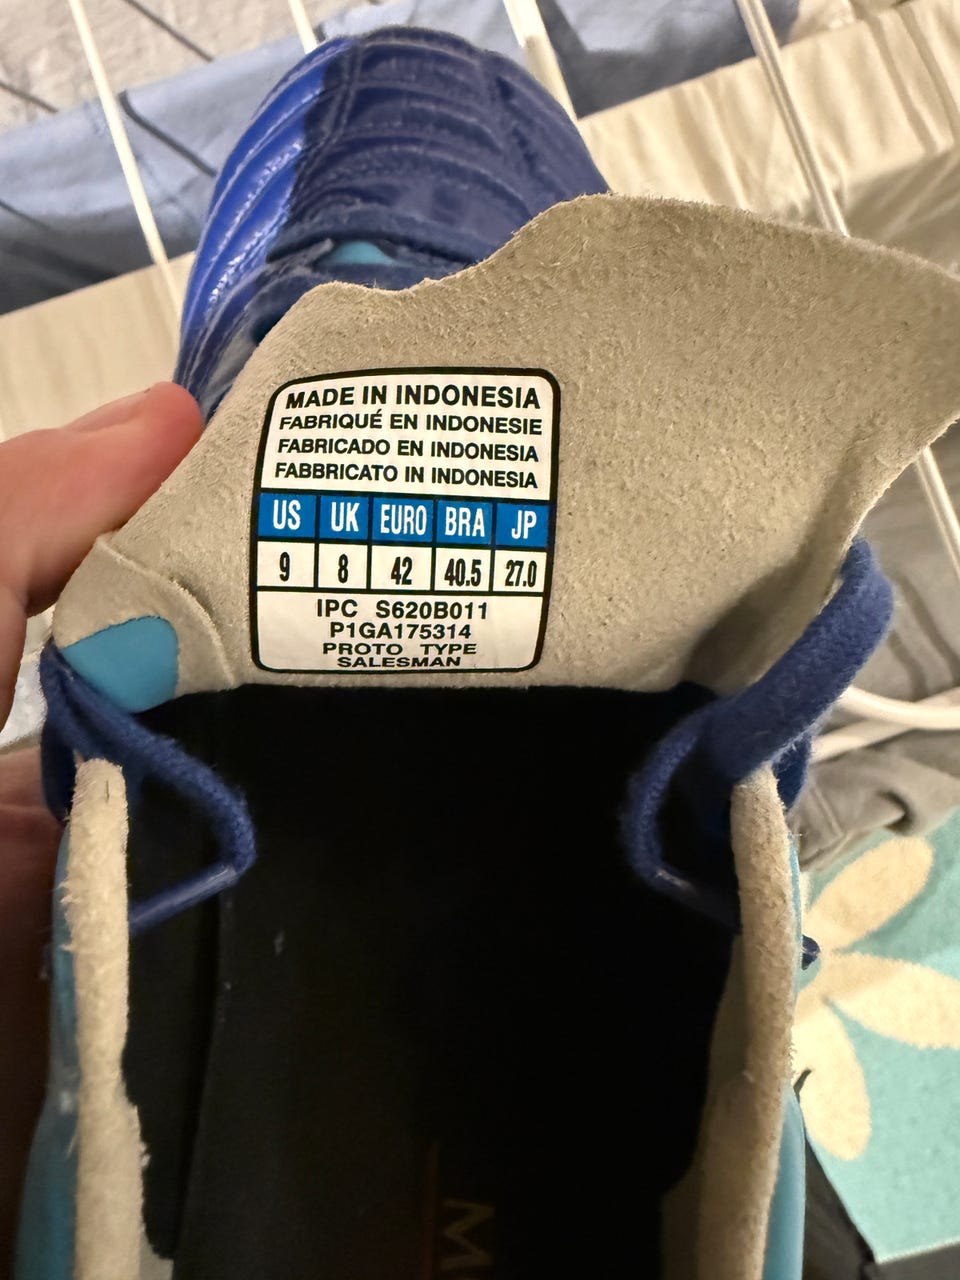 MADE IN INDONESIA
FABRIQUÉ EN INDONESIE
FABRICADO EN INDONESIA
FABBRICATO IN INDONESIA
US UK EURO BRA JP
9 8 42 40.5 27.0
IPC S620B011
P1GA175314
PROTO TYPE
SALESMAN